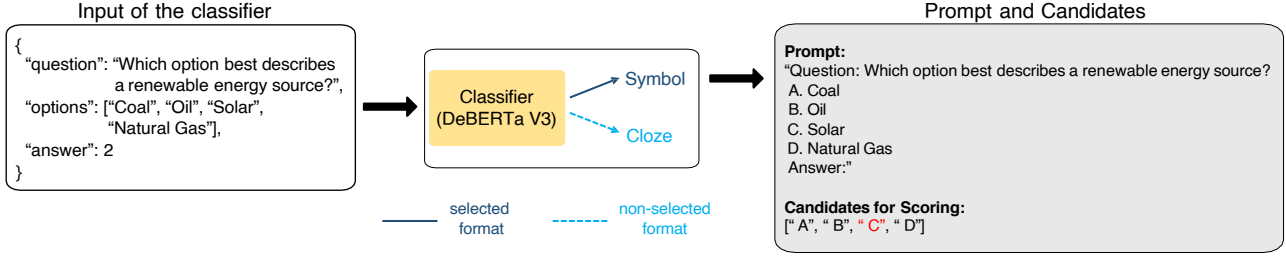 Input of the classifier
{
“question”: “Which option best describes
a renewable energy source?”,
“options”: [“Coal”, “Oil”, “Solar”,
“Natural Gas”],
“answer”: 2
}
Classifier
(DeBERTa V3)
Symbol
Cloze
selected
format
non-selected
format
Prompt and Candidates
Prompt:
“Question: Which option best describes a renewable energy source?
A. Coal
B. Oil
C. Solar
D. Natural Gas
Answer:”
Candidates for Scoring:
[“ A”, “ B”, “ C”, “ D”]